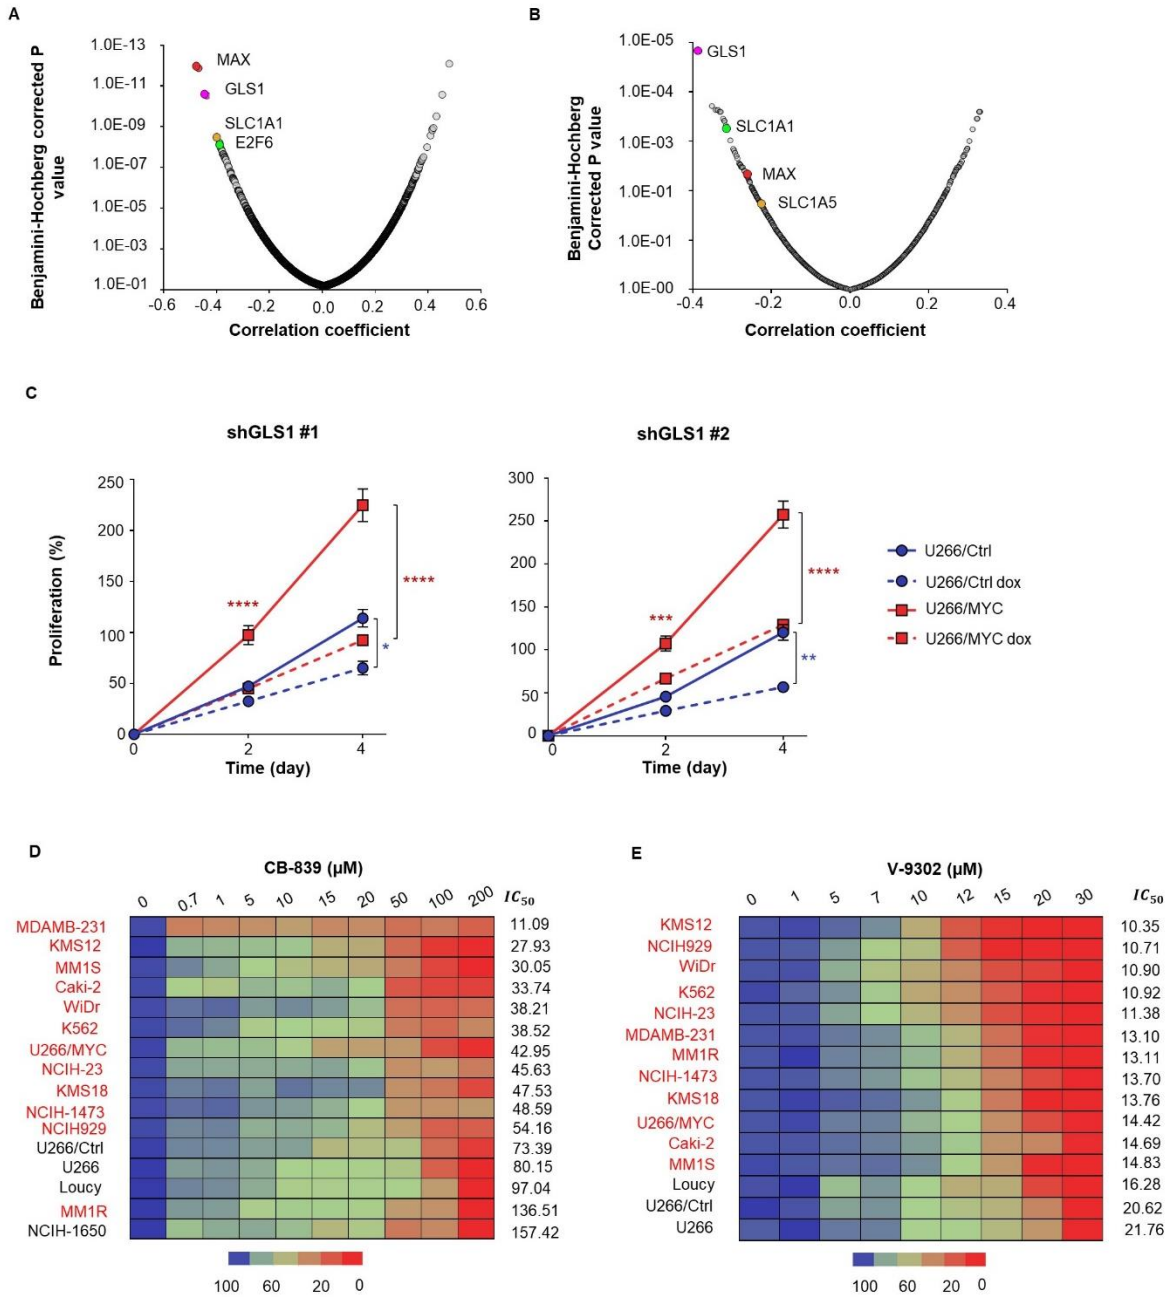 A
Benjamini-Hochberg corrected P
value
1.0E-13
1.0E-11
1.0E-09
1.0E-07
1.0E-05
1.0E-03
1.0E-01
MAX
GLS1
SLC1A1
E2F6
-0.6 -0.4 -0.2 0 0.2 0.4 0.6
Correlation coefficient
B
Benjamini-Hochberg
Corrected P value
1.0E-05
1.0E-04
1.0E-03
1.0E-01
1.0E-01
1.0E-00
GLS1
SLC1A1
MAX
SLC1A5
-0.4 -0.2 0.0 0.2 0.4
Correlation coefficient
C
shGLS1 #1
Proliferation (%)
250
200
150
100
50
0
****
****
*
0 2 4
Time (day)
shGLS1 #2
300
250
200
150
100
50
0
***
****
**
0 2 4
Time (day)
U266/Ctrl
U266/Ctrl dox
U266/MYC
U266/MYC dox
D
CB-839 (µM)
0 0.7 1 5 10 15 20 50 100 200 IC50
MDAMB-231 11.09
KMS12 27.93
MM1S 30.05
Caki-2 33.74
WiDr 38.21
K562 38.52
U266/MYC 42.95
NCIH-23 45.63
KMS18 47.53
NCIH-1473 48.59
NCIH929 54.16
U266/Ctrl 73.39
U266 80.15
Loucy 97.04
MM1R 136.51
NCIH-1650 157.42
100 60 20 0
E
V-9302 (µM)
0 1 5 7 10 12 15 20 30 IC50
KMS12 10.35
NCIH929 10.71
WiDr 10.90
K562 10.92
NCIH-23 11.38
MDAMB-231 13.10
MM1R 13.11
NCIH-1473 13.70
KMS18 13.76
U266/MYC 14.42
Caki-2 14.69
MM1S 14.83
Loucy 16.28
U266/Ctrl 20.62
U266 21.76
100 60 20 0